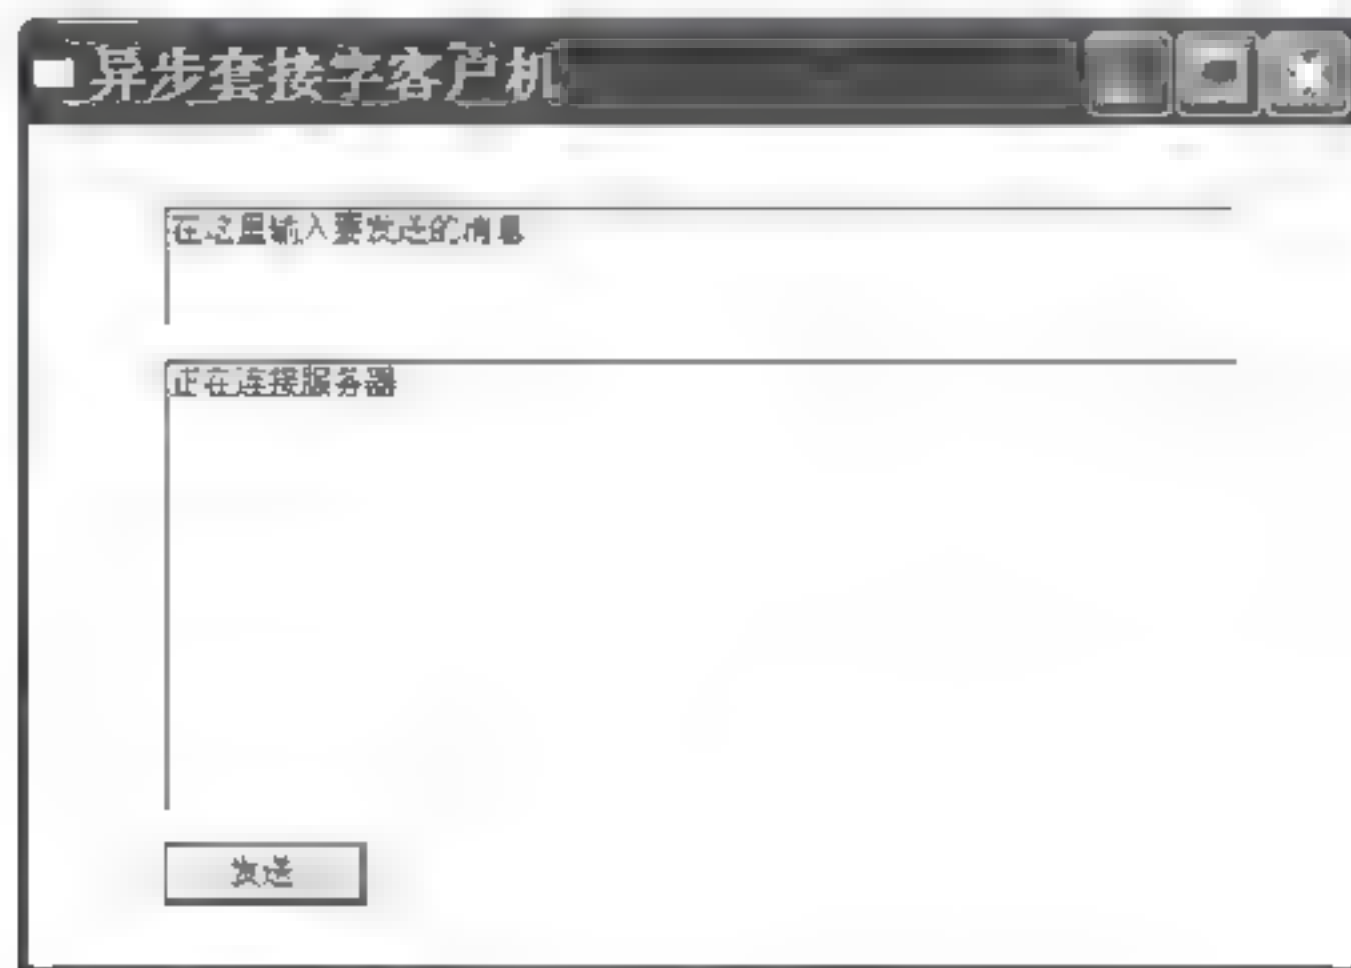 异步套接字客户机
在这里输入要发送的消息
正在连接服务器
发送